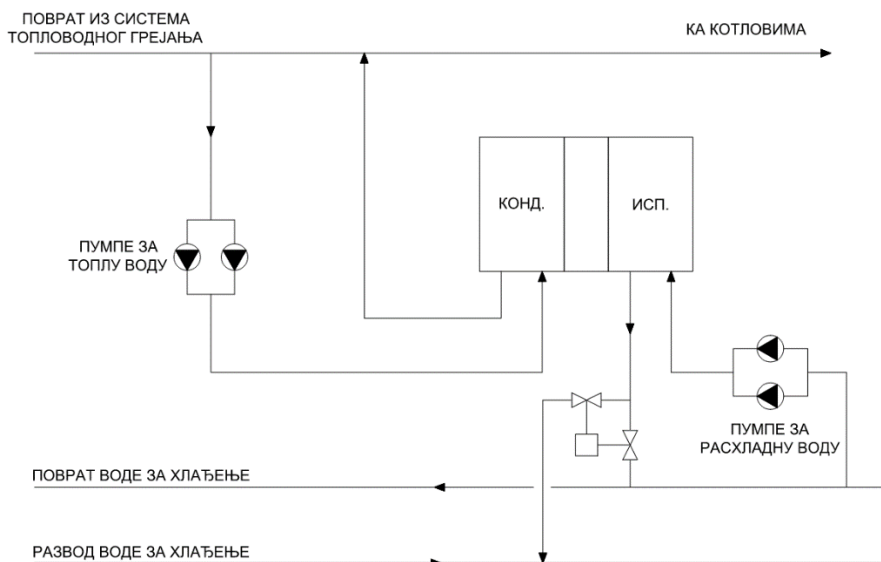 ПОВРАТ ИЗ СИСТЕМА
ТОПЛОВОДНОГ ГРЕЈАЊА
КА КОТЛОВИМА
КОНД.
ИСП.
ПУМПЕ ЗА
ТОПЛУ ВОДУ
ПУМПЕ ЗА
РАСХЛАДНУ ВОДУ
ПОВРАТ ВОДЕ ЗА ХЛАЂЕЊЕ
РАЗВОД ВОДЕ ЗА ХЛАЂЕЊЕ